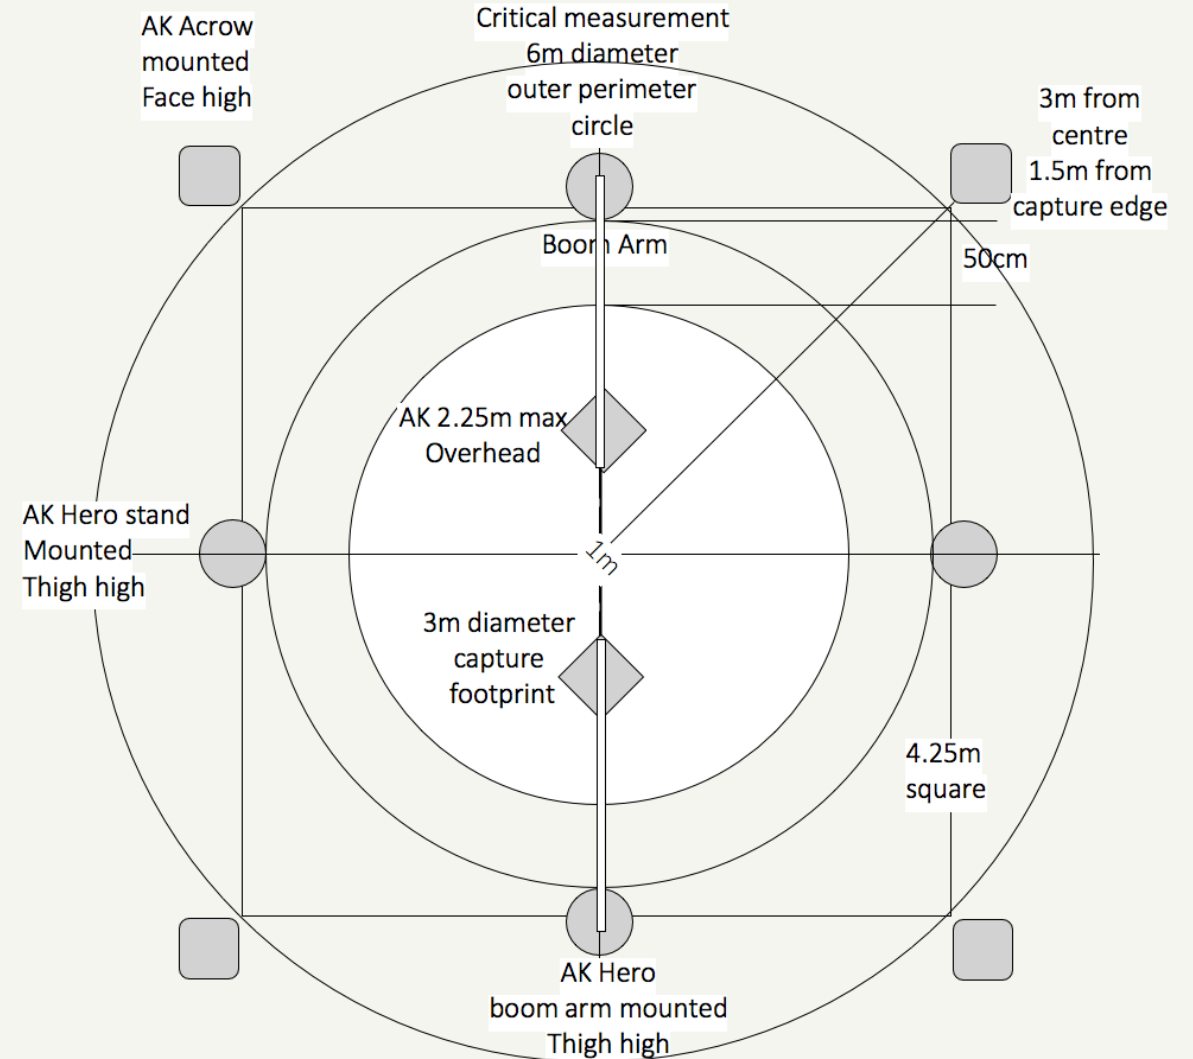 AK Acrow
mounted
Face high
Critical measurement
6m diameter
outer perimeter
circle
3m from
centre
1.5m from
capture edge
Boom Arm
50cm
AK 2.25m max
Overhead
AK Hero stand
Mounted
Thigh high
1m
3m diameter
capture
footprint
4.25m
square
AK Hero
boom arm mounted
Thigh high